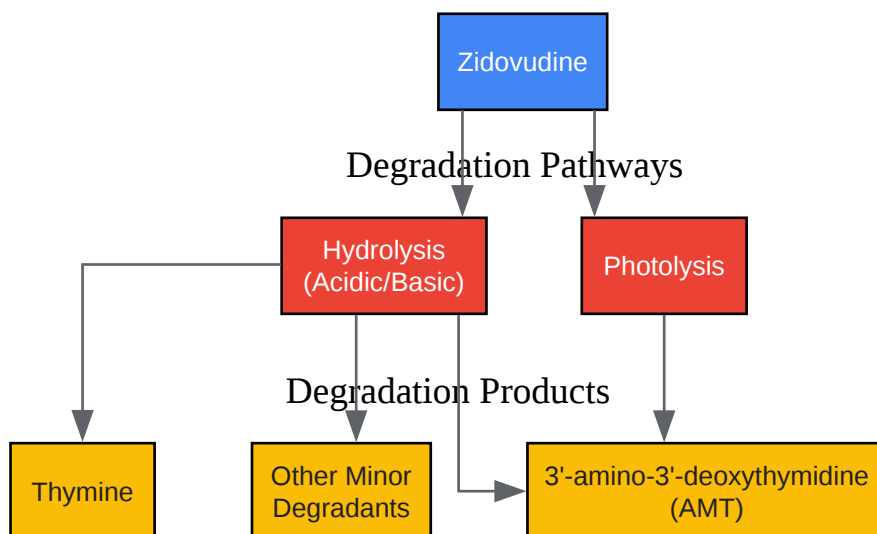 Zidovudine
Degradation Pathways
Hydrolysis
(Acidic/Basic)
Photolysis
Degradation Products
Thymine
Other Minor
Degradants
3'-amino-3'-deoxythymidine
(AMT)